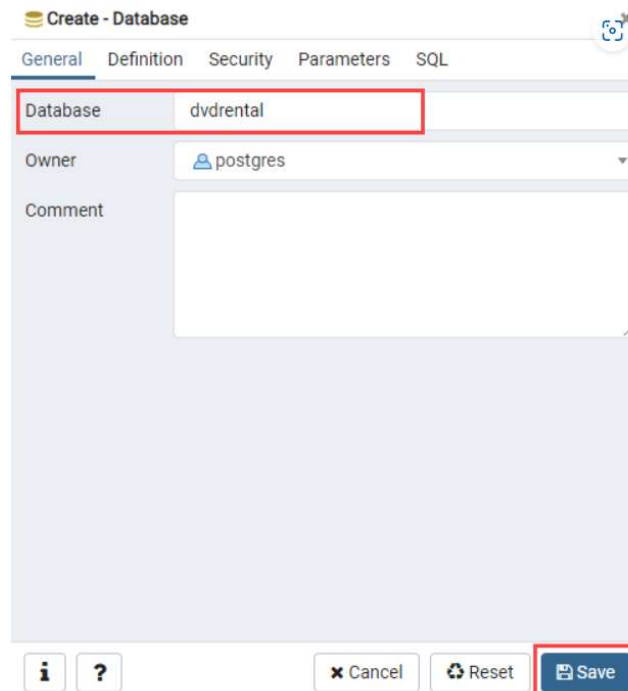 Create - Database
General Definition Security Parameters SQL
Database dvdrental
Owner postgres
Comment
i ? Cancel Reset Save